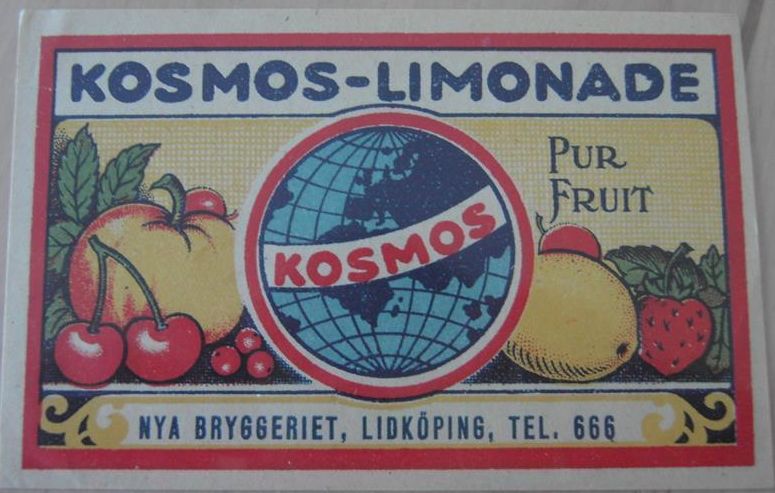 KOSMOS-LIMONADE
PUR
FRUIT
KOSMOS
NYA BRYGGERIET, LIDKÖPING, TEL. 666